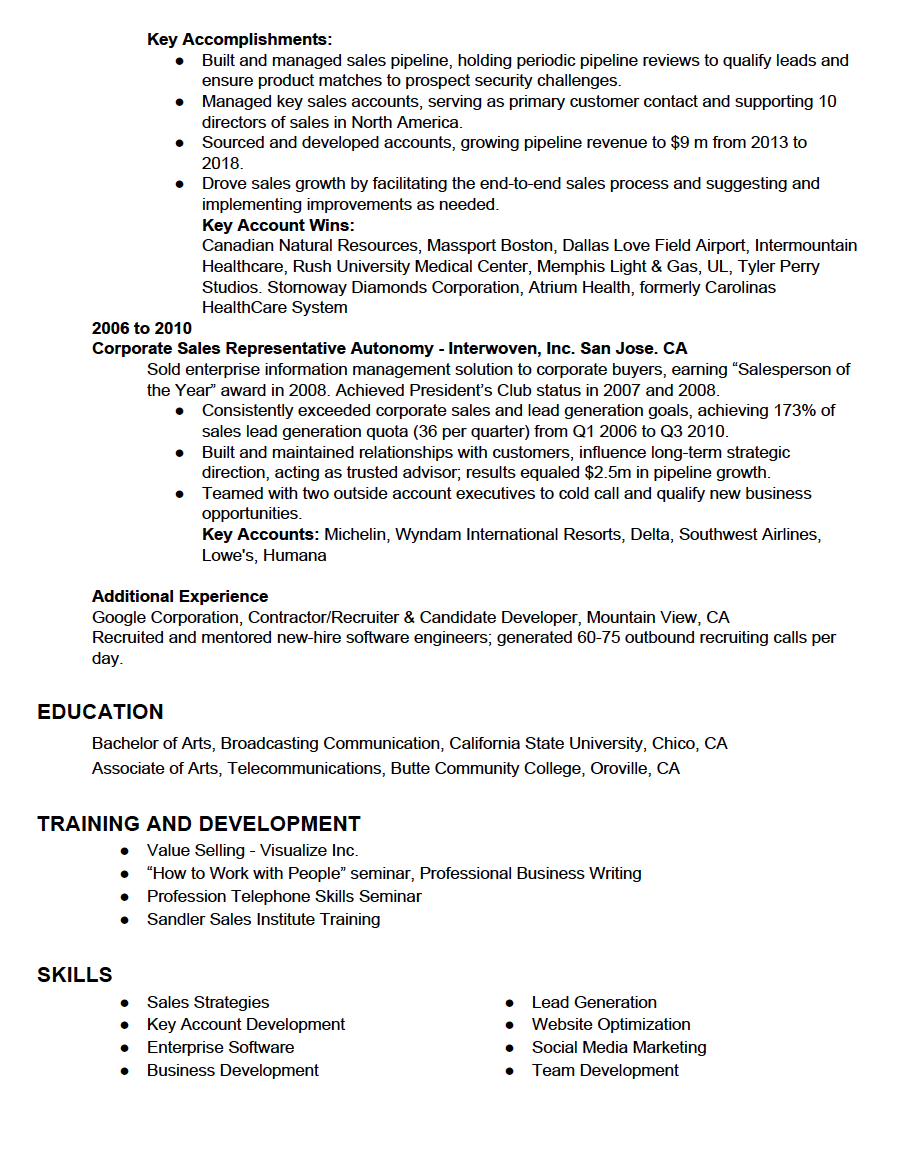 Key Accomplishments:
● Built and managed sales pipeline, holding periodic pipeline reviews to qualify leads and
ensure product matches to prospect security challenges.
● Managed key sales accounts, serving as primary customer contact and supporting 10
directors of sales in North America.
● Sourced and developed accounts, growing pipeline revenue to $9 m from 2013 to
2018.
● Drove sales growth by facilitating the end-to-end sales process and suggesting and
implementing improvements as needed.
Key Account Wins:
Canadian Natural Resources, Massport Boston, Dallas Love Field Airport, Intermountain
Healthcare, Rush University Medical Center, Memphis Light & Gas, UL, Tyler Perry
Studios. Stornoway Diamonds Corporation, Atrium Health, formerly Carolinas
HealthCare System
2006 to 2010
Corporate Sales Representative Autonomy - Interwoven, Inc. San Jose. CA
Sold enterprise information management solution to corporate buyers, earning “Salesperson of
the Year” award in 2008. Achieved President’s Club status in 2007 and 2008.
● Consistently exceeded corporate sales and lead generation goals, achieving 173% of
sales lead generation quota (36 per quarter) from Q1 2006 to Q3 2010.
● Built and maintained relationships with customers, influence long-term strategic
direction, acting as trusted advisor; results equaled $2.5m in pipeline growth.
● Teamed with two outside account executives to cold call and qualify new business
opportunities.
Key Accounts: Michelin, Wyndam International Resorts, Delta, Southwest Airlines,
Lowe's, Humana
Additional Experience
Google Corporation, Contractor/Recruiter & Candidate Developer, Mountain View, CA
Recruited and mentored new-hire software engineers; generated 60-75 outbound recruiting calls per
day.
EDUCATION
Bachelor of Arts, Broadcasting Communication, California State University, Chico, CA
Associate of Arts, Telecommunications, Butte Community College, Oroville, CA
TRAINING AND DEVELOPMENT
● Value Selling - Visualize Inc.
● “How to Work with People” seminar, Professional Business Writing
● Profession Telephone Skills Seminar
● Sandler Sales Institute Training
SKILLS
● Sales Strategies
● Key Account Development
● Enterprise Software
● Business Development
● Lead Generation
● Website Optimization
● Social Media Marketing
● Team Development